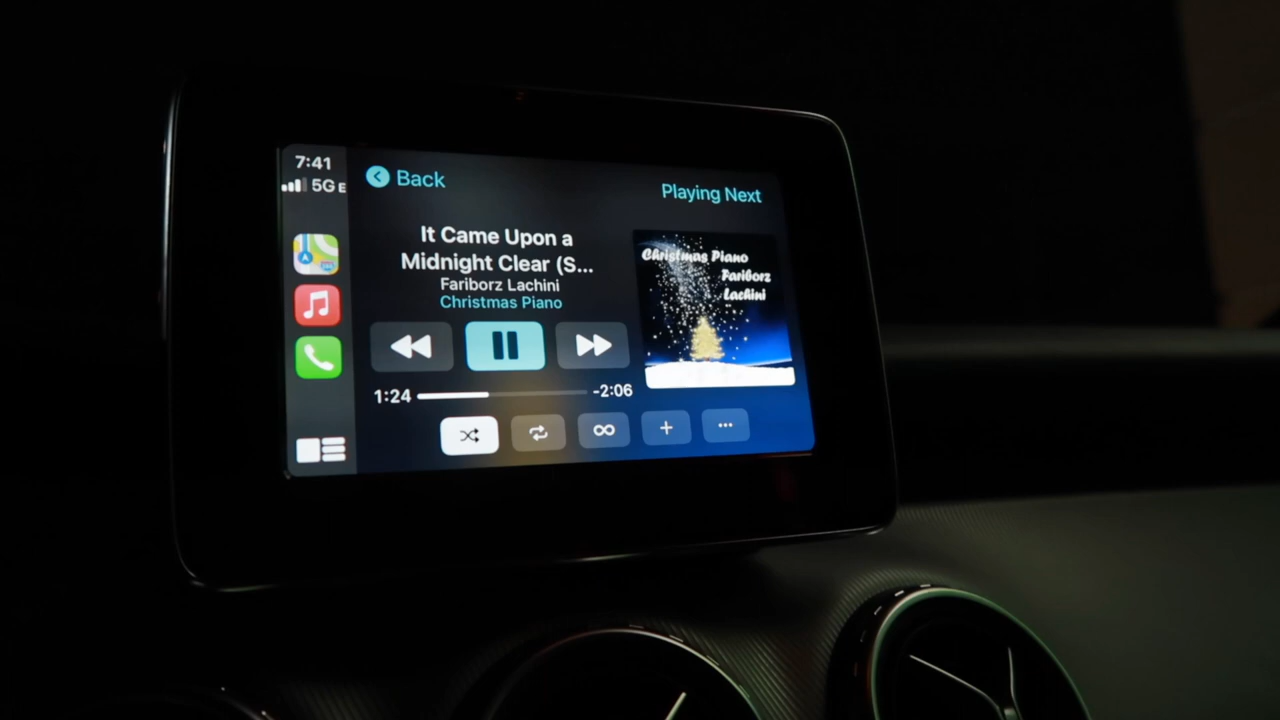 7:41
5G E
Back
Playing Next
It Came Upon a
Midnight Clear (S...
Fariborz Lachini
Christmas Piano
1:24
-2:06
Christmas Piano
Fariborz
Lachini